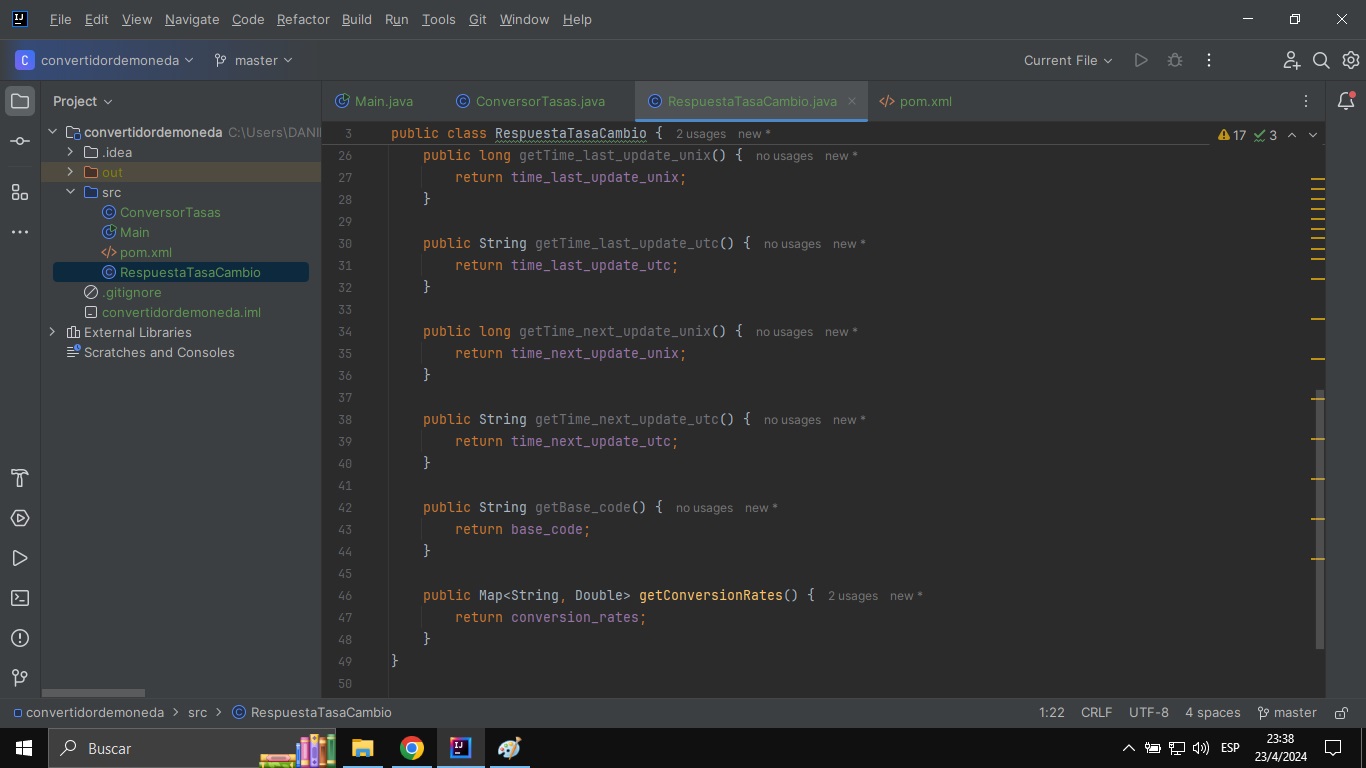 File Edit View Navigate Code Refactor Build Run Tools Git Window Help
C convertidordemoneda master Current File
Project
Main.java ConversorTasas.java RespuestaTasaCambio.java pom.xml
convertidordemoneda C:\Users\DANI
.idea
out
src
ConversorTasas
Main
pom.xml
RespuestaTasaCambio
.gitignore
convertidordemoneda.iml
External Libraries
Scratches and Consoles
3 public class RespuestaTasaCambio { 2 usages new *
17 3
26 public long getTime_last_update_unix() { no usages new *
27 return time_last_update_unix;
28 }
29
30 public String getTime_last_update_utc() { no usages new *
31 return time_last_update_utc;
32 }
33
34 public long getTime_next_update_unix() { no usages new *
35 return time_next_update_unix;
36 }
37
38 public String getTime_next_update_utc() { no usages new *
39 return time_next_update_utc;
40 }
41
42 public String getBase_code() { no usages new *
43 return base_code;
44 }
45
46 public Map<String, Double> getConversionRates() { 2 usages new *
47 return conversion_rates;
48 }
49 }
50
convertidordemoneda > src > RespuestaTasaCambio
1:22 CRLF UTF-8 4 spaces master
Buscar
ESP
23:38
23/4/2024